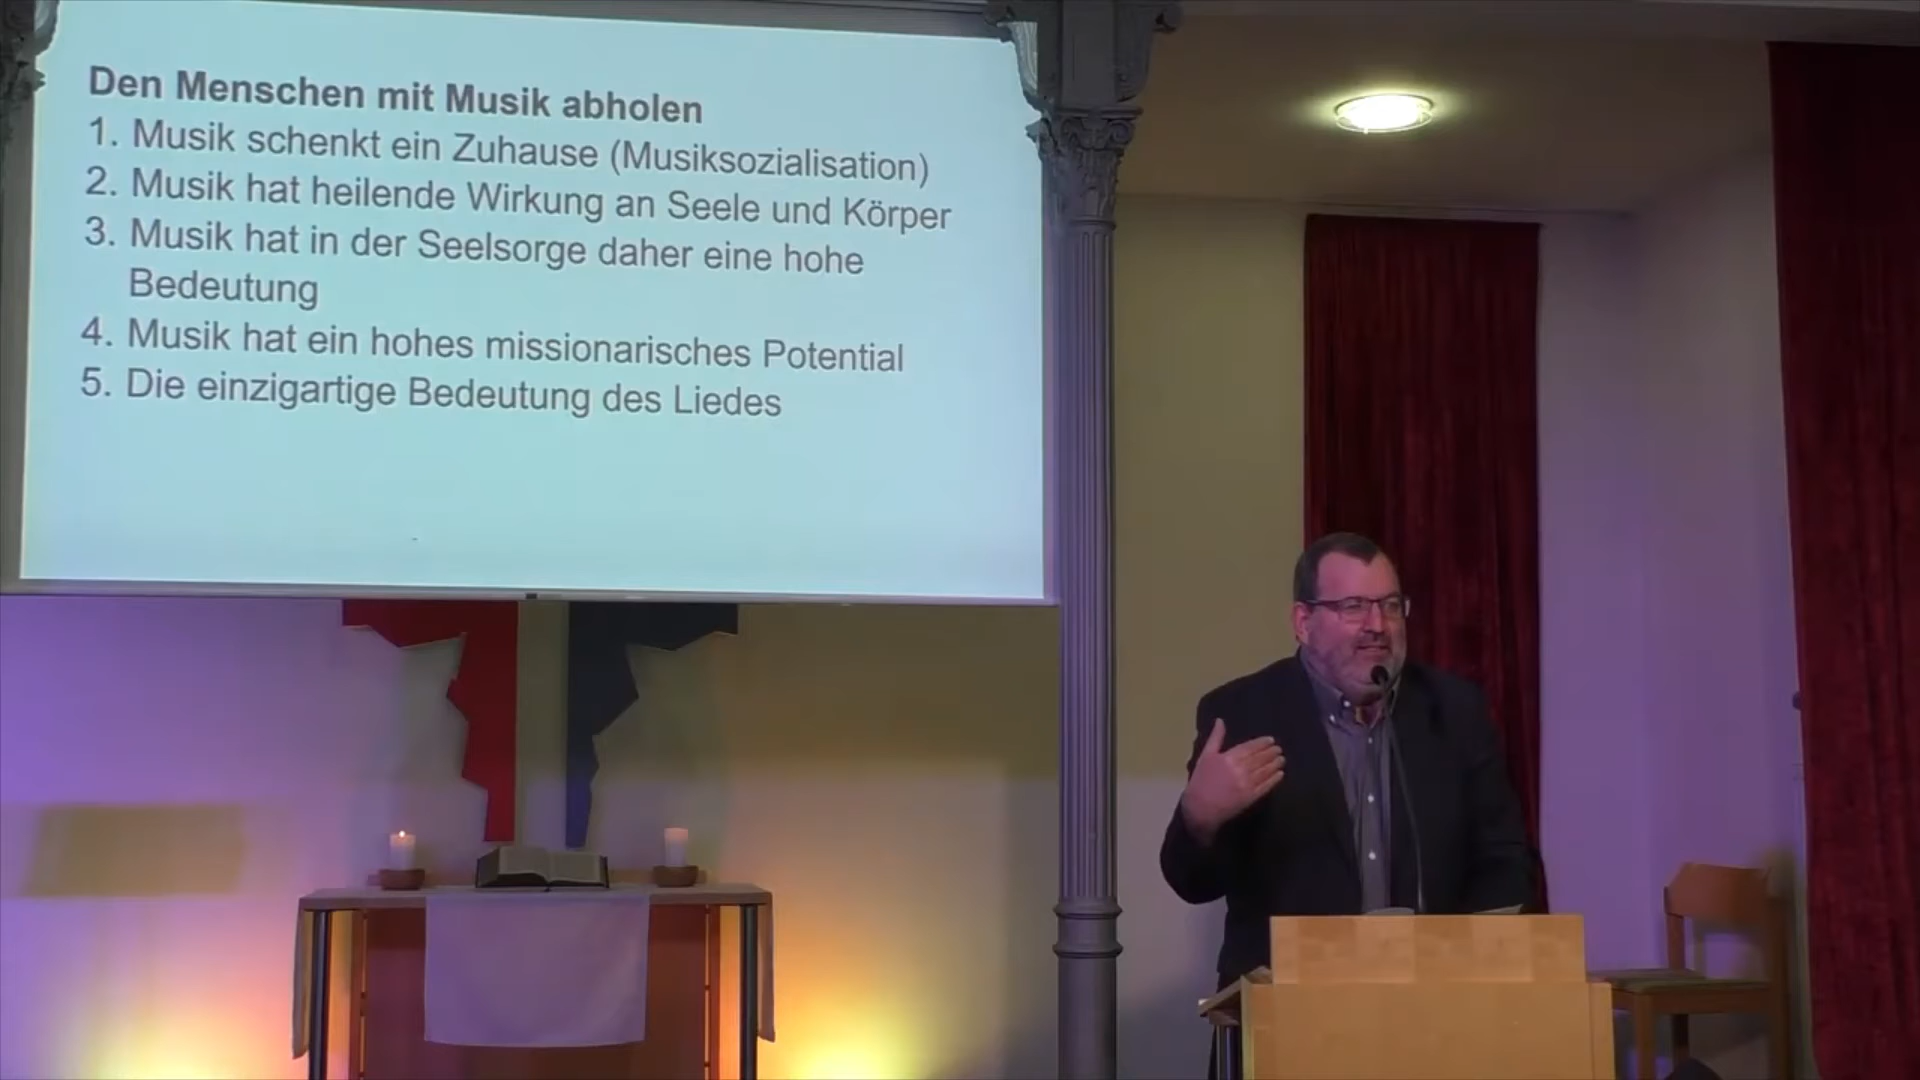 Den Menschen mit Musik abholen
1. Musik schenkt ein Zuhause (Musiksozialisation)
2. Musik hat heilende Wirkung an Seele und Körper
3. Musik hat in der Seelsorge daher eine hohe
Bedeutung
4. Musik hat ein hohes missionarisches Potential
5. Die einzigartige Bedeutung des Liedes